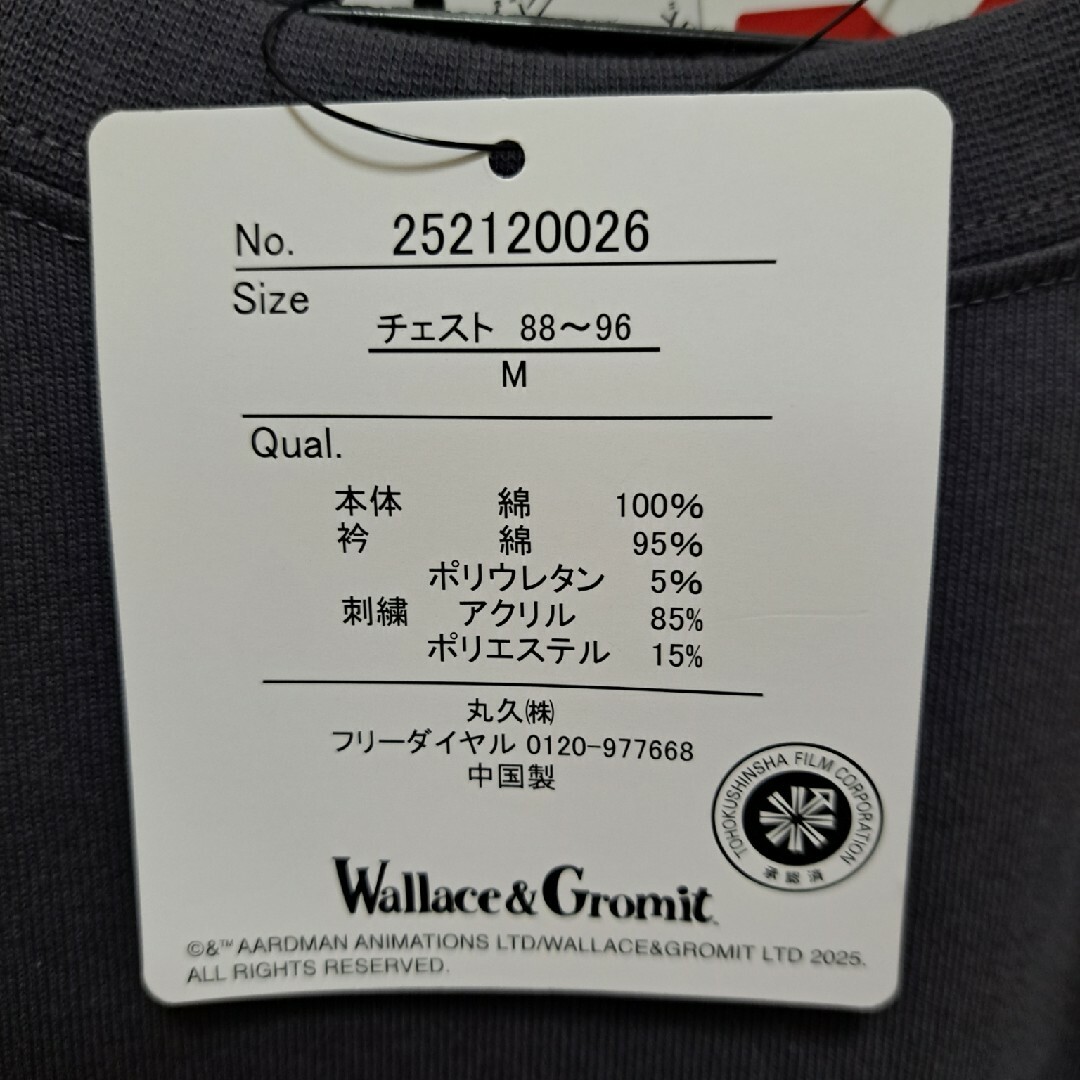 No. 252120026
Size
チェスト 88～96
M
Qual.
本体 綿 100%
衿 綿 95%
ポリウレタン 5%
刺繍 アクリル 85%
ポリエステル 15%
丸久㈱
フリーダイヤル 0120-977668
中国製
TOHOKUSHINSHA FILM CORPORATION
承認済
Wallace & Gromit
©&™ AARDMAN ANIMATIONS LTD/WALLACE&GROMIT LTD 2025.
ALL RIGHTS RESERVED.